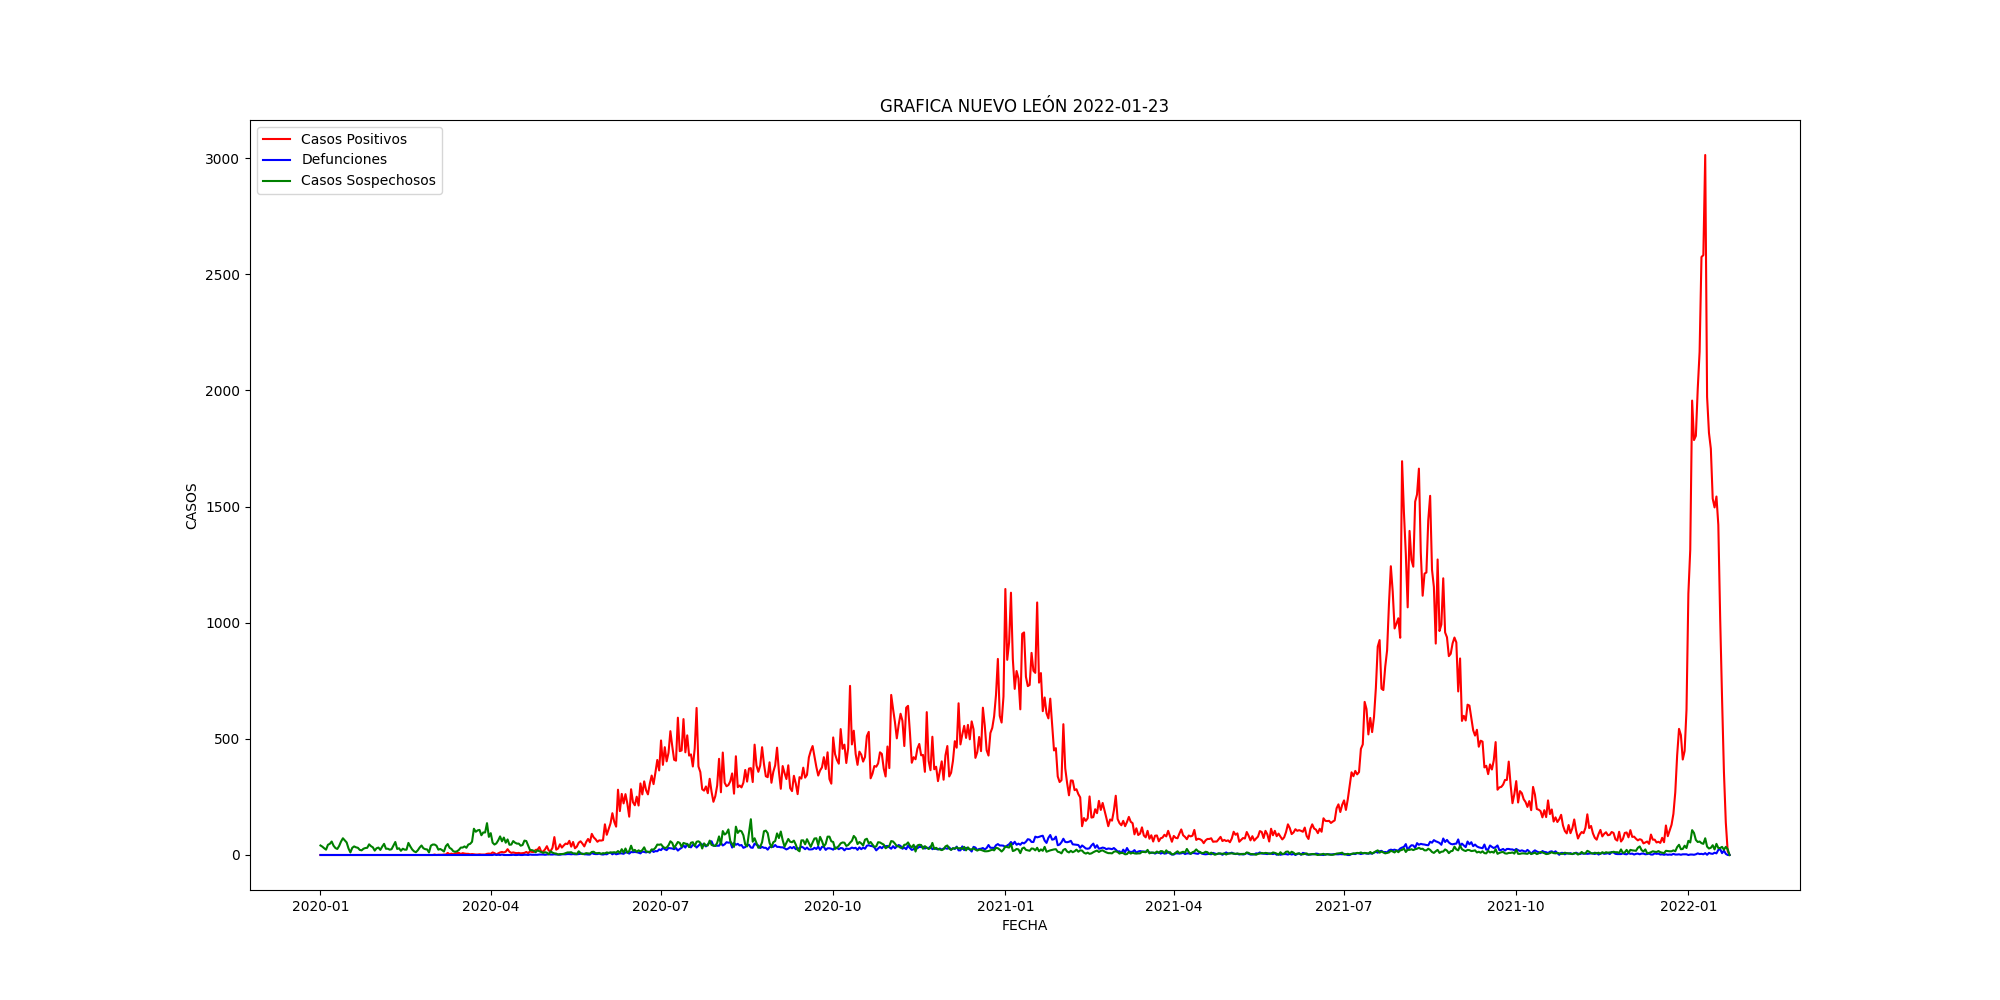 GRAFICA NUEVO LEÓN 2022-01-23
Casos Positivos
Defunciones
Casos Sospechosos
3000
2500
2000
1500
1000
500
0
CASOS
2020-01
2020-04
2020-07
2020-10
2021-01
2021-04
2021-07
2021-10
2022-01
FECHA